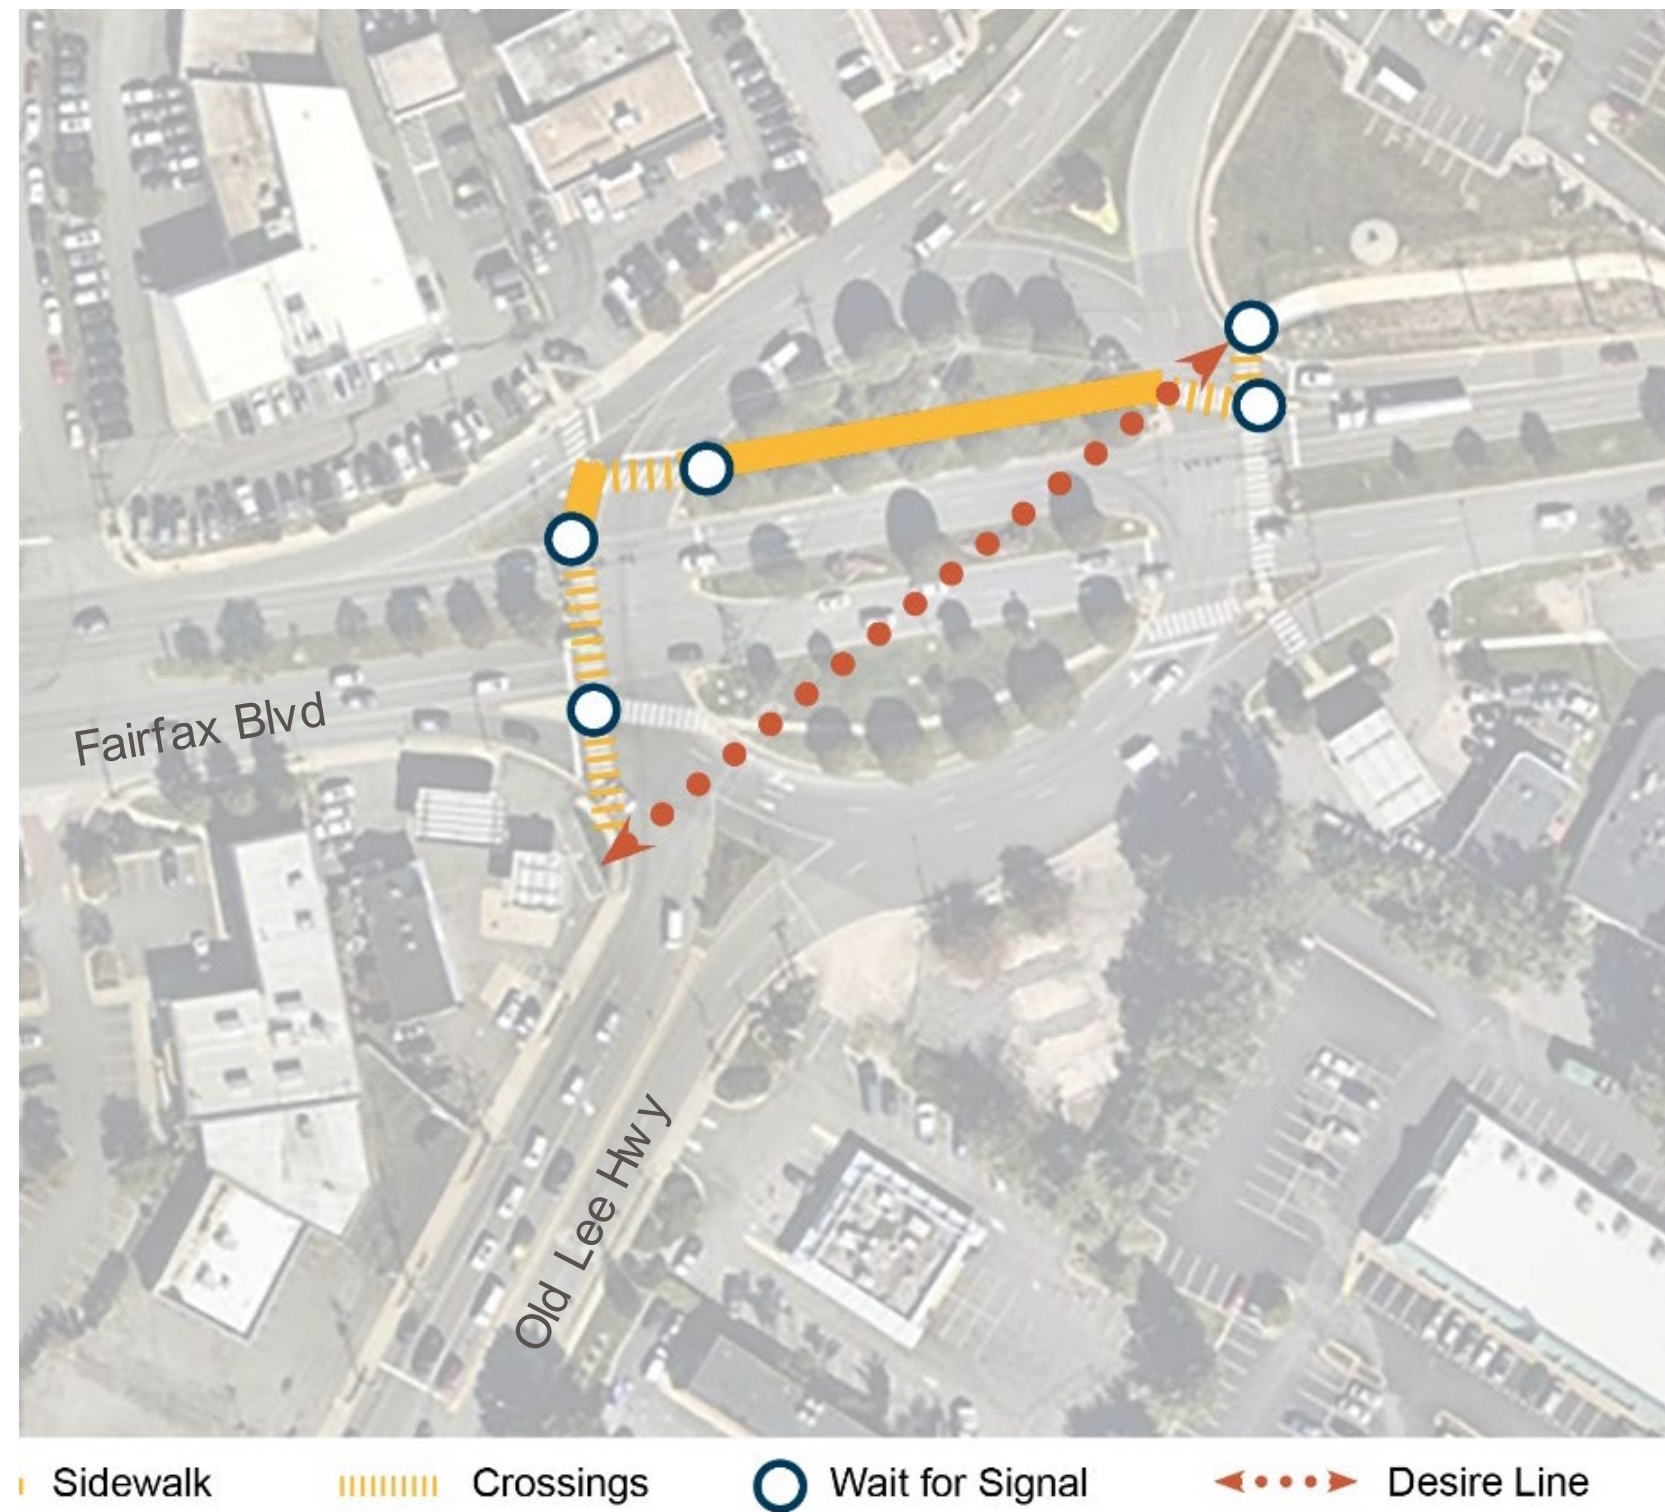 Fairfax Blvd
Old Lee Hwy
Sidewalk
Crossings
Wait for Signal
Desire Line